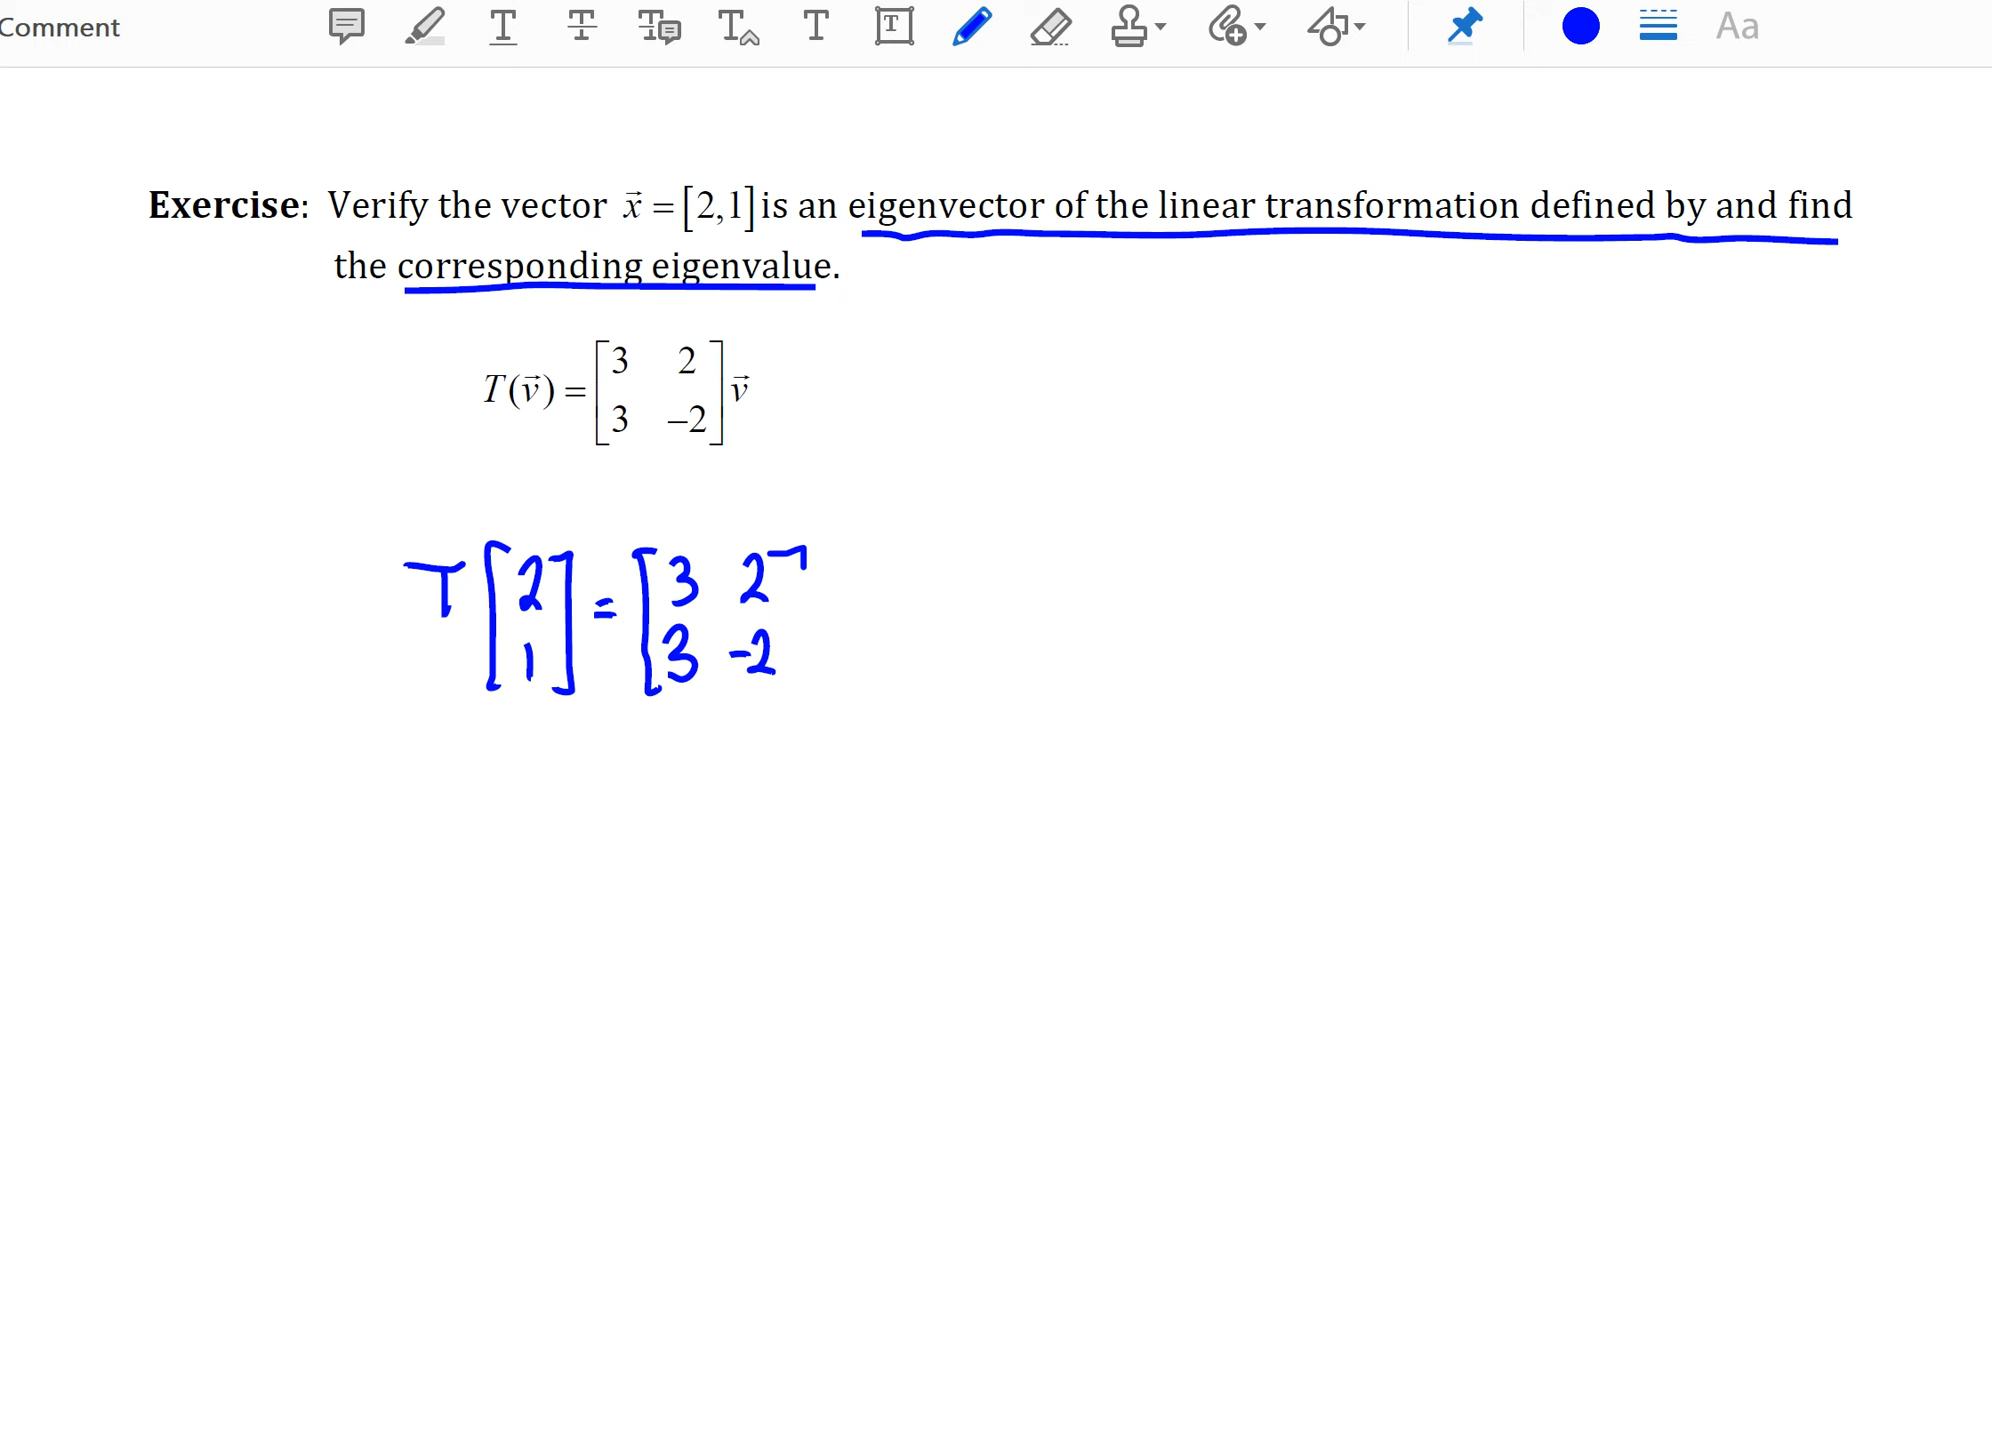 Comment
Aa
Exercise: Verify the vector x⃗ = [2,1] is an eigenvector of the linear transformation defined by and find
the corresponding eigenvalue.
T(v⃗) = [3 2; 3 −2] v⃗
T [2; 1] = [3 2; 3 -2